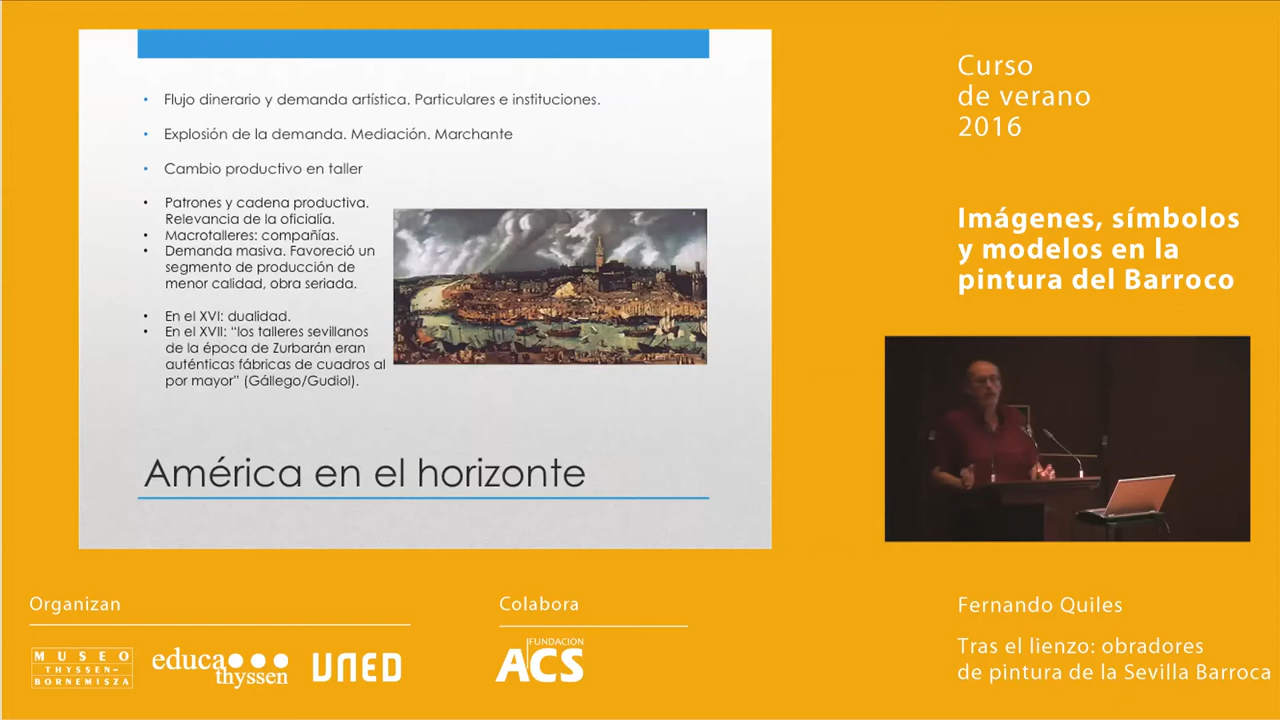 • Flujo dinerario y demanda artística. Particulares e instituciones.
• Explosión de la demanda. Mediación. Marchante
• Cambio productivo en taller
• Patrones y cadena productiva.
Relevancia de la oficialía.
• Macrotalleres: compañías.
• Demanda masiva. Favoreció un
segmento de producción de
menor calidad, obra seriada.
• En el XVI: dualidad.
• En el XVII: “los talleres sevillanos
de la época de Zurbarán eran
auténticas fábricas de cuadros al
por mayor” (Gállego/Gudiol).
América en el horizonte
Curso
de verano
2016
Imágenes, símbolos
y modelos en la
pintura del Barroco
Organizan
MUSEO
THYSSEN-
BORNEMISZA
educa
thyssen
UNED
Colabora
FUNDACION
ACS
Fernando Quiles
Tras el lienzo: obradores
de pintura de la Sevilla Barroca